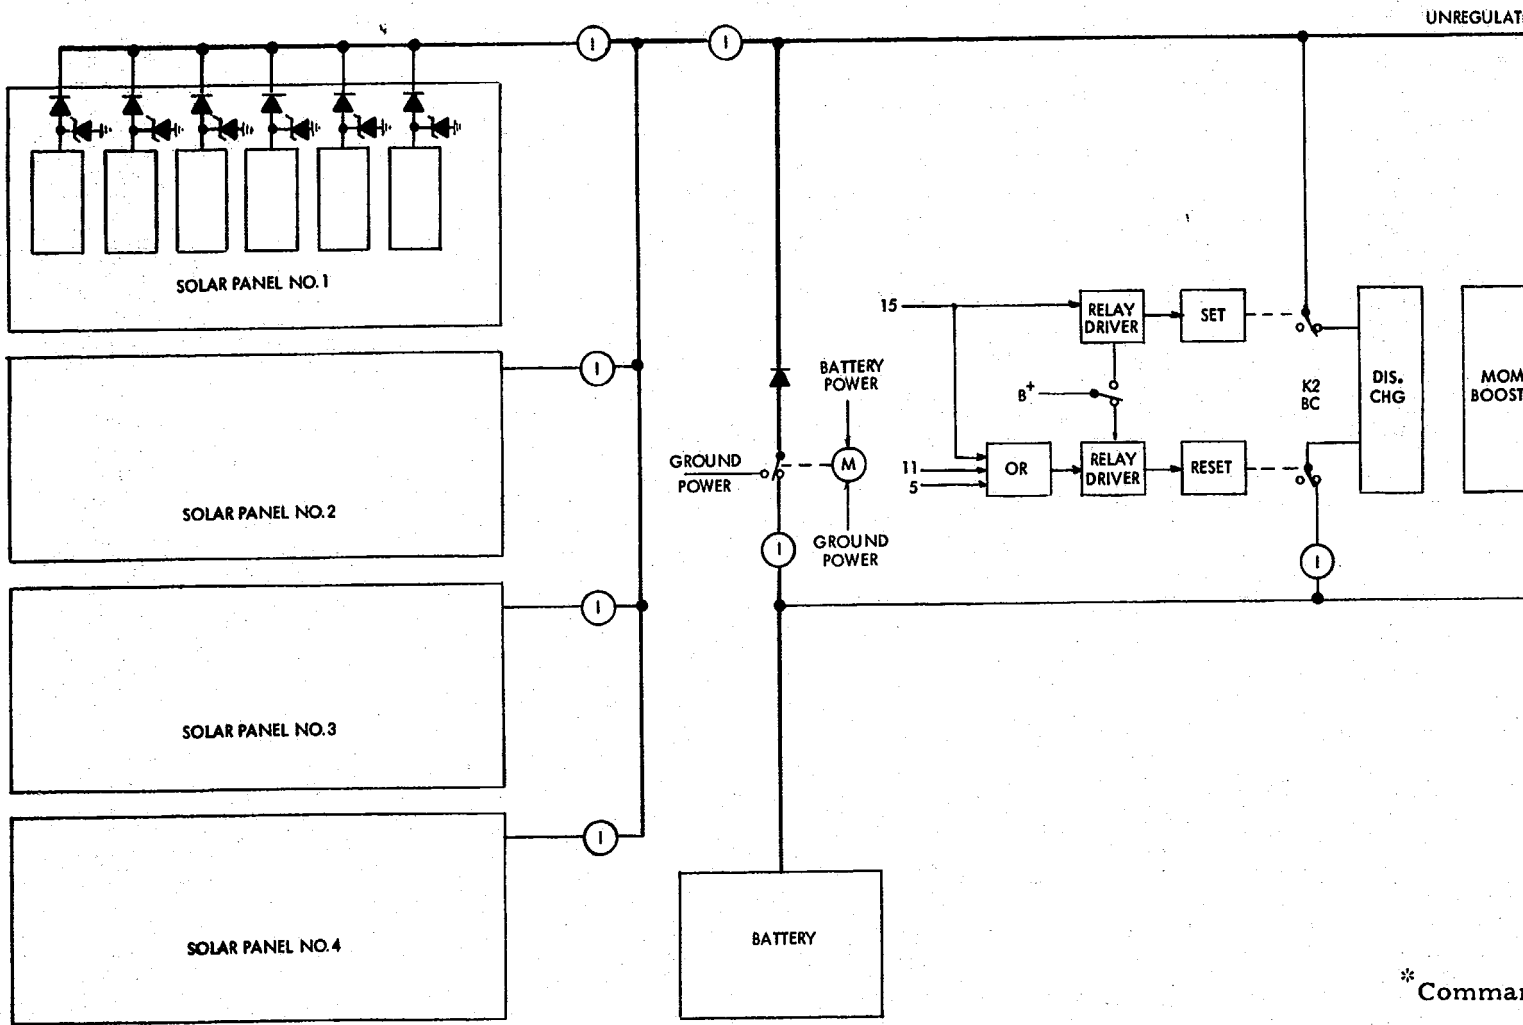 UNREGULAT
I
I
SOLAR PANEL NO. 1
15
RELAY
DRIVER
SET
I
BATTERY
POWER
B+
K2
BC
DIS.
CHG
MOM
BOOST
GROUND
POWER
M
11
5
OR
RELAY
DRIVER
RESET
SOLAR PANEL NO. 2
I
GROUND
POWER
I
I
SOLAR PANEL NO. 3
I
SOLAR PANEL NO. 4
BATTERY
*Comman